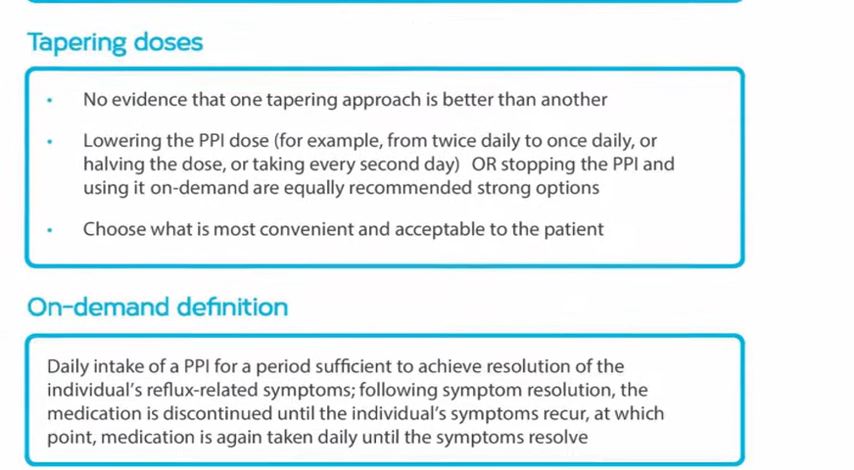 Tapering doses
• No evidence that one tapering approach is better than another
• Lowering the PPI dose (for example, from twice daily to once daily, or
halving the dose, or taking every second day) OR stopping the PPI and
using it on-demand are equally recommended strong options
• Choose what is most convenient and acceptable to the patient
On-demand definition
Daily intake of a PPI for a period sufficient to achieve resolution of the
individual's reflux-related symptoms; following symptom resolution, the
medication is discontinued until the individual's symptoms recur, at which
point, medication is again taken daily until the symptoms resolve